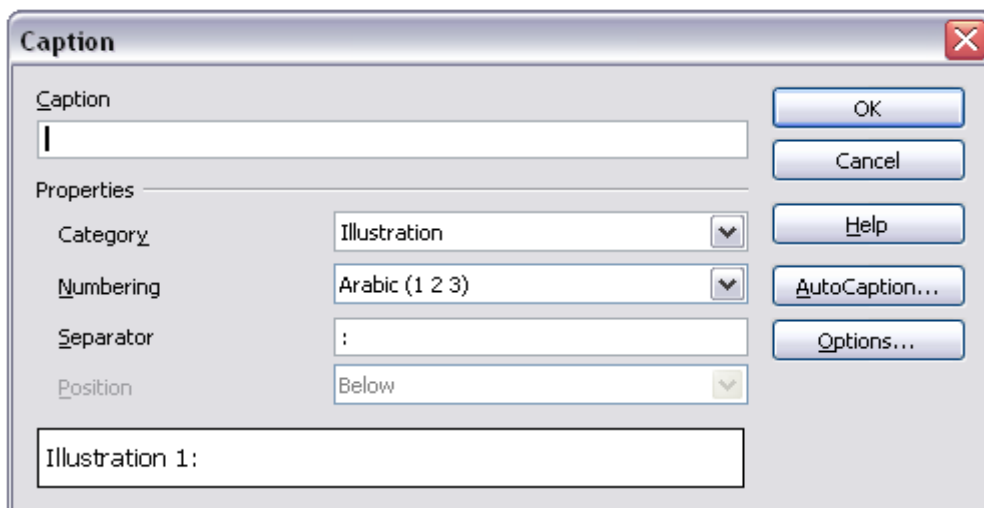 Caption
Caption
OK
Cancel
Properties
Category Illustration
Help
Numbering Arabic (1 2 3)
AutoCaption...
Separator :
Options...
Position Below
Illustration 1: